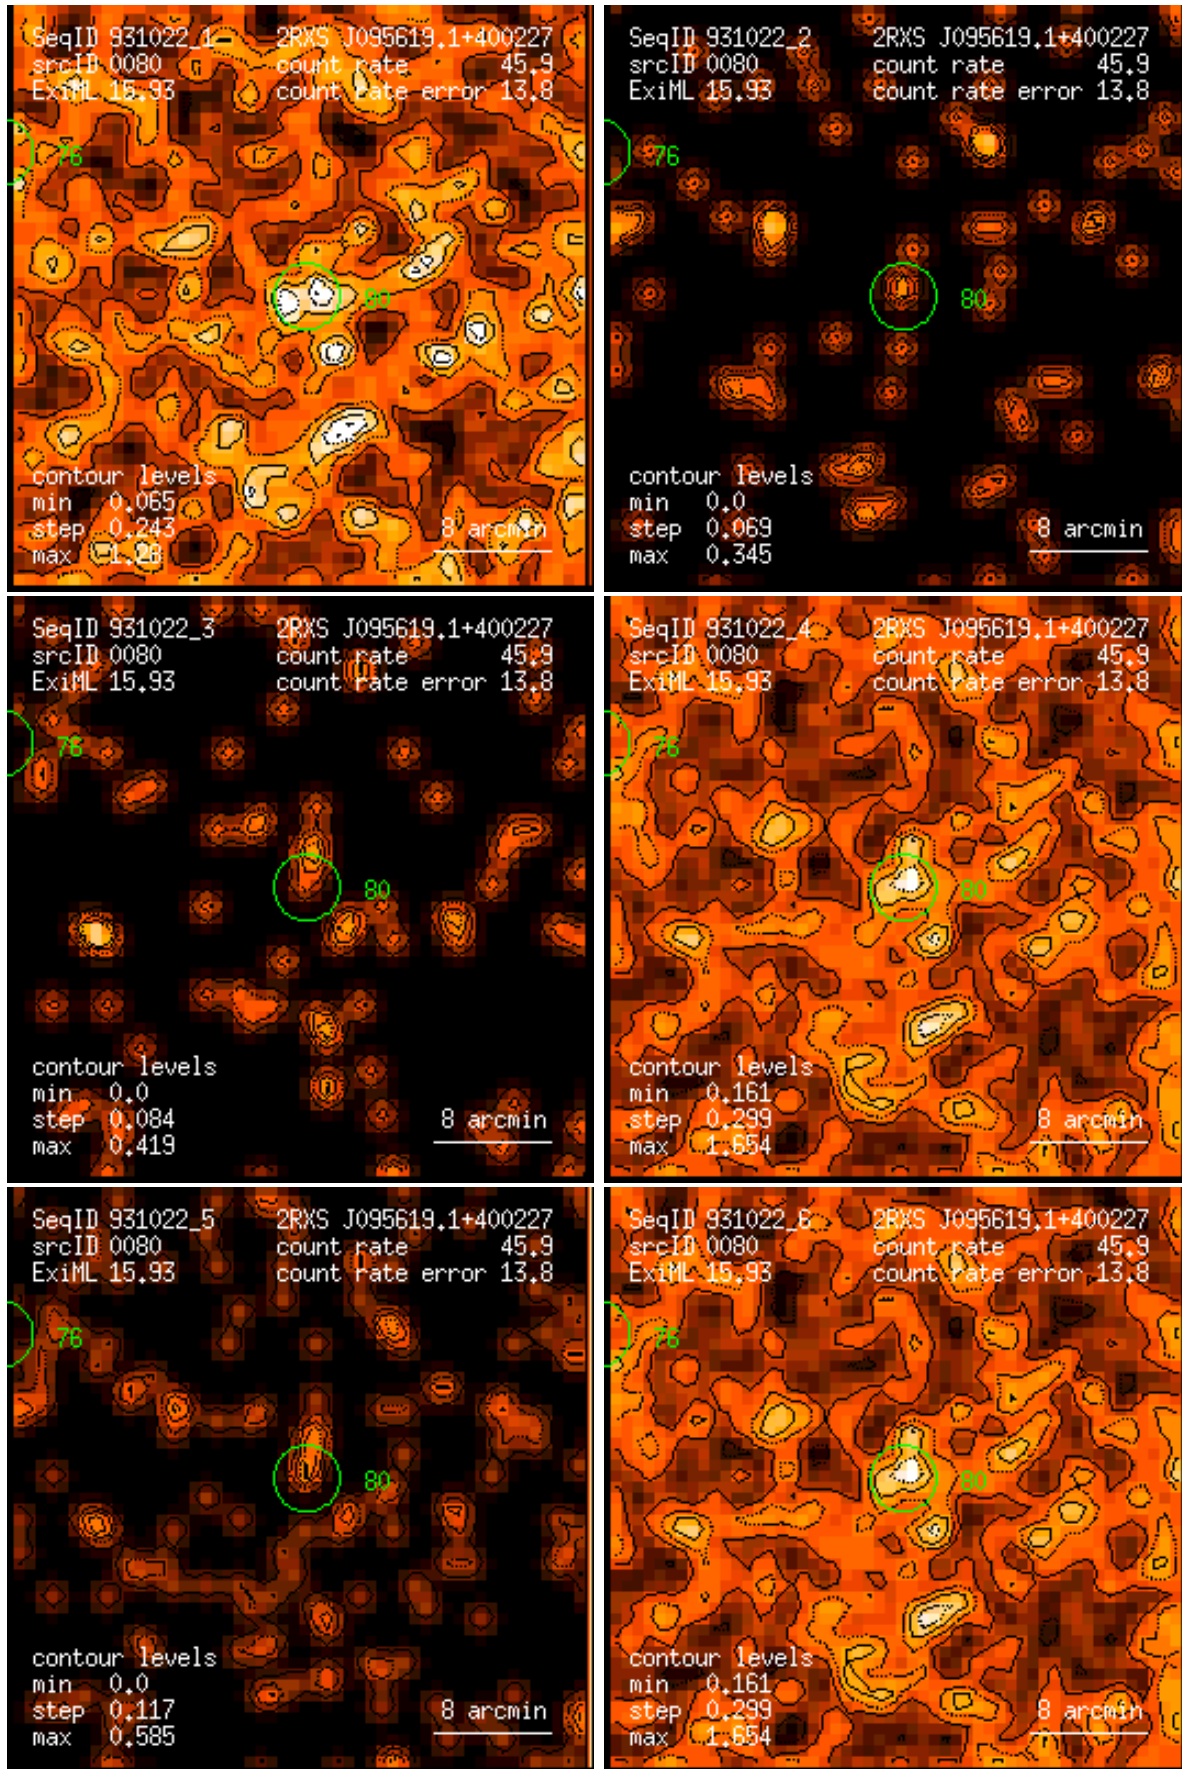 SeqID 931022_1 2RXS J095619.1+400227
srcID 0080 count rate 45.9
ExiML 15.93 count rate error 13.8
76
80
contour levels
min 0.065
step 0.243
max 1.28
8 arcmin
SeqID 931022_2 2RXS J095619.1+400227
srcID 0080 count rate 45.9
ExiML 15.93 count rate error 13.8
76
80
contour levels
min 0.0
step 0.069
max 0.345
8 arcmin
SeqID 931022_3 2RXS J095619.1+400227
srcID 0080 count rate 45.9
ExiML 15.93 count rate error 13.8
76
80
contour levels
min 0.0
step 0.084
max 0.419
8 arcmin
SeqID 931022_4 2RXS J095619.1+400227
srcID 0080 count rate 45.9
ExiML 15.93 count rate error 13.8
76
80
contour levels
min 0.161
step 0.299
max 1.654
8 arcmin
SeqID 931022_5 2RXS J095619.1+400227
srcID 0080 count rate 45.9
ExiML 15.93 count rate error 13.8
76
80
contour levels
min 0.0
step 0.117
max 0.585
8 arcmin
SeqID 931022_6 2RXS J095619.1+400227
srcID 0080 count rate 45.9
ExiML 15.93 count rate error 13.8
76
80
contour levels
min 0.161
step 0.299
max 1.654
8 arcmin